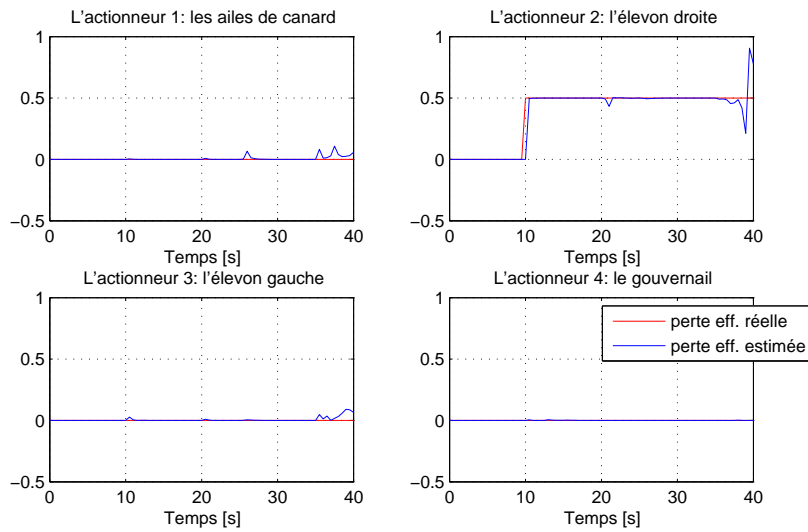 L'actionneur 1: les ailes de canard
1
0.5
0
−0.5
0 10 20 30 40
Temps [s]
L'actionneur 2: l'élevon droite
1
0.5
0
−0.5
0 10 20 30 40
Temps [s]
L'actionneur 3: l'élevon gauche
1
0.5
0
−0.5
0 10 20 30 40
Temps [s]
L'actionneur 4: le gouvernail
1
0.5
0
−0.5
0 10 20 30 40
Temps [s]
perte eff. réelle
perte eff. estimée